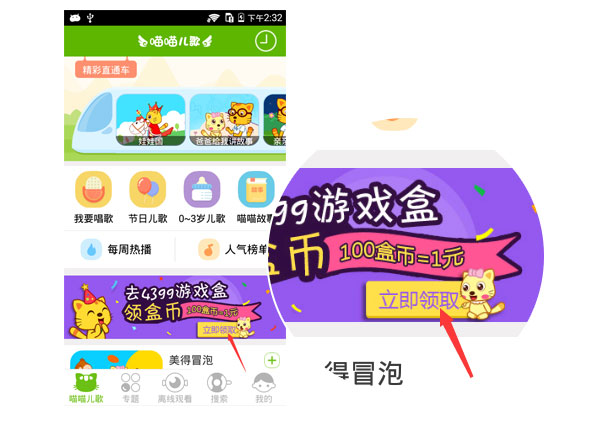 下午2:32
喵喵儿歌
精彩直通车
娃娃国
爸爸给我讲故事
亲亲
我要唱歌
节日儿歌
0~3岁儿歌
喵喵故事
每周热播
人气榜单
去4399游戏盒
领盒币
100盒币=1元
立即领取
美得冒泡
喵喵儿歌
专题
离线观看
搜索
我的
399游戏盒
盒币
100盒币=1元
立即领取
得冒泡